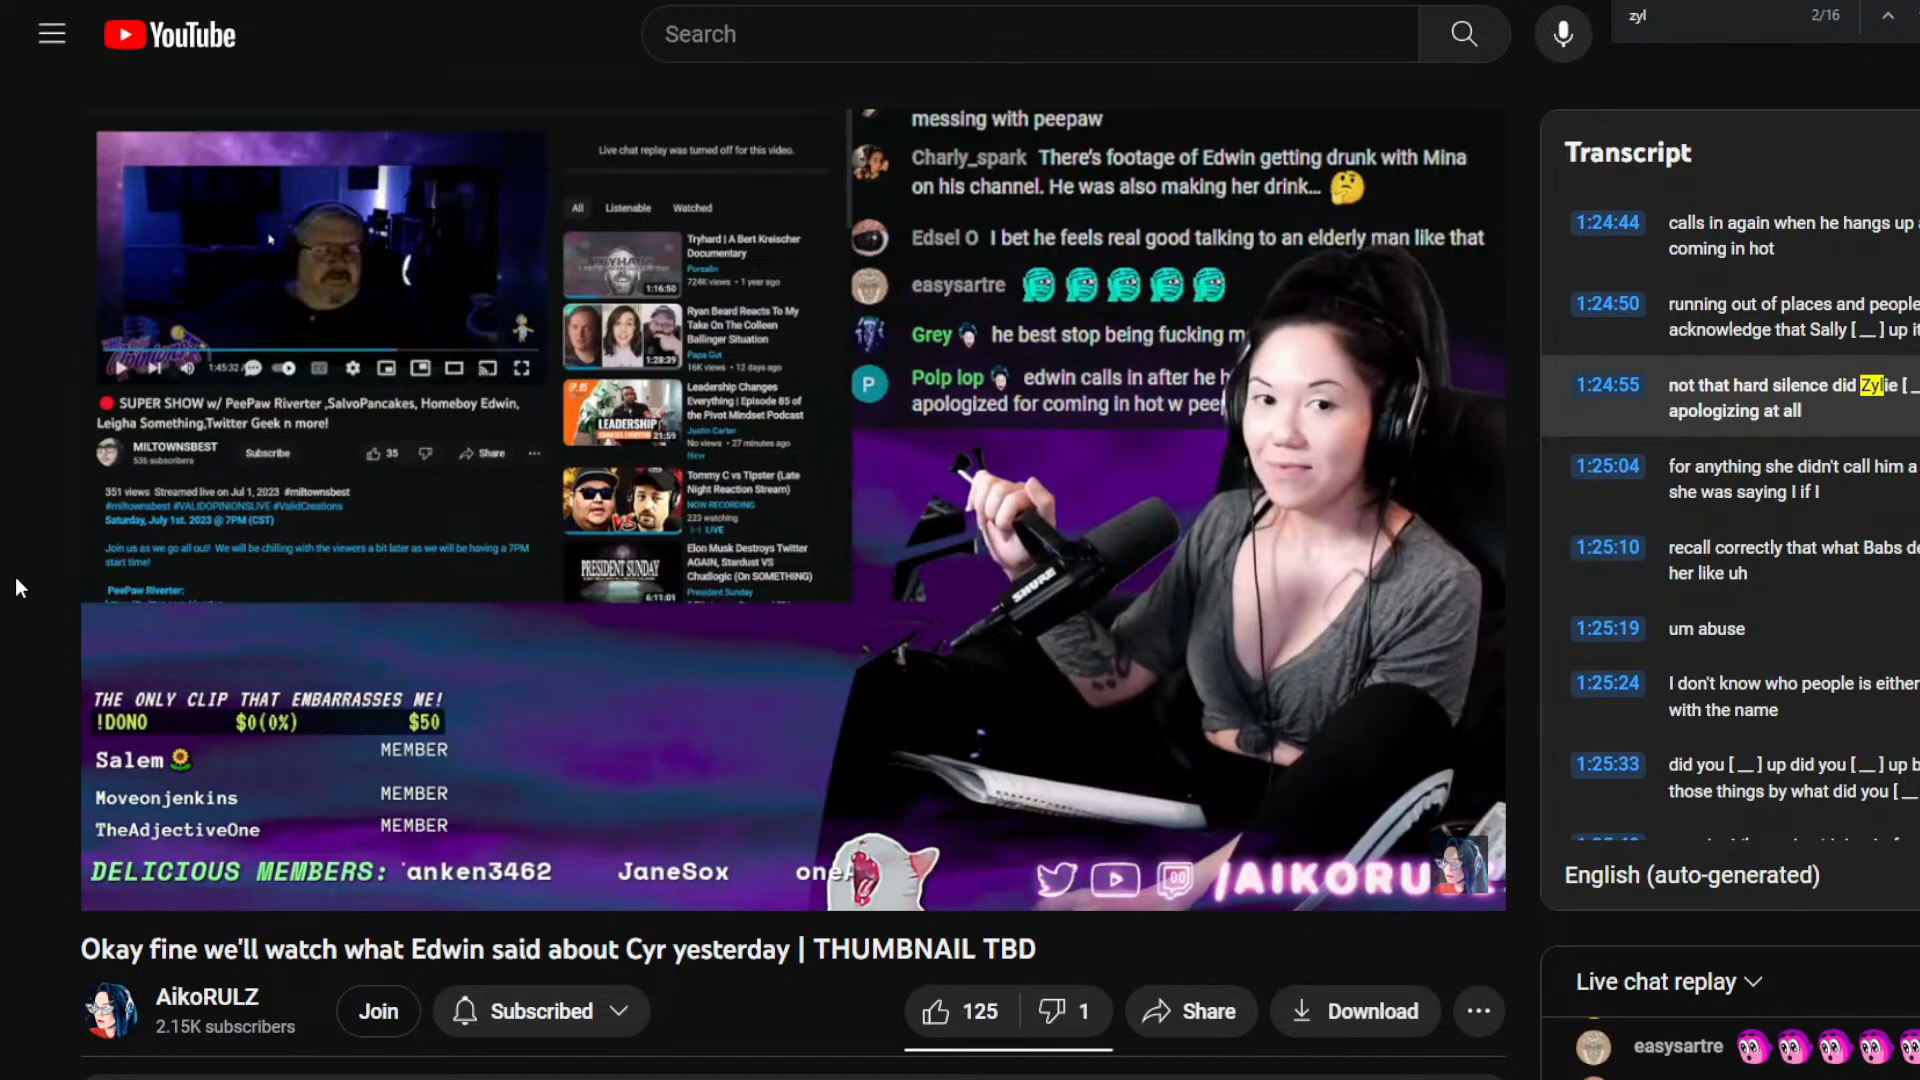 YouTube
Search
zyl
2/16
Live chat replay was turned off for this video.
All Listenable Watched
Tryhard | A Bert Kreischer
Documentary
Porsalin
724K views • 1 year ago
1:16:50
Ryan Beard Reacts To My
Take On The Colleen
Ballinger Situation
Papa Gut
16K views • 12 days ago
1:28:39
Leadership Changes
Everything | Episode 85 of
the Pivot Mindset Podcast
Justin Carter
No views • 27 minutes ago
New
EP. 85
LEADERSHIP
21:59
Tommy C vs Tipster (Late
Night Reaction Stream)
NOW RECORDING
223 watching
LIVE
VS
Elon Musk Destroys Twitter
AGAIN, Stardust VS
Chudlogic (On SOMETHING)
President Sunday
PRESIDENT SUNDAY
6:11:01
1:45:32
SUPER SHOW w/ PeePaw Riverter ,SalvoPancakes, Homeboy Edwin,
Leigha Something,Twitter Geek n more!
MILTOWNSBEST
536 subscribers
Subscribe
35
Share
351 views Streamed live on Jul 1, 2023 #miltownsbest
#miltownsbest #VALIDOPINIONSLIVE #ValidCreations
Saturday, July 1st. 2023 @ 7PM (CST)
Join us as we go all out! We will be chilling with the viewers a bit later as we will be having a 7PM
start time!
PeePaw Riverter:
messing with peepaw
Charly_spark There's footage of Edwin getting drunk with Mina
on his channel. He was also making her drink...
Edsel O I bet he feels real good talking to an elderly man like that
easysartre
Grey he best stop being fucking m
P
Polp lop edwin calls in after he h
apologized for coming in hot w pee
SHURE
THE ONLY CLIP THAT EMBARRASSES ME!
!DONO $0(0%) $50
Salem MEMBER
Moveonjenkins MEMBER
TheAdjectiveOne MEMBER
DELICIOUS MEMBERS: anken3462 JaneSox one
/AIKORU
Transcript
1:24:44 calls in again when he hangs up
coming in hot
1:24:50 running out of places and people
acknowledge that Sally [ __ ] up i
1:24:55 not that hard silence did Zylie [ _
apologizing at all
1:25:04 for anything she didn't call him a
she was saying I if I
1:25:10 recall correctly that what Babs de
her like uh
1:25:19 um abuse
1:25:24 I don't know who people is either
with the name
1:25:33 did you [ __ ] up did you [ __ ] up b
those things by what did you [ __
English (auto-generated)
Okay fine we'll watch what Edwin said about Cyr yesterday | THUMBNAIL TBD
AikoRULZ
2.15K subscribers
Join
Subscribed
125
1
Share
Download
Live chat replay
easysartre